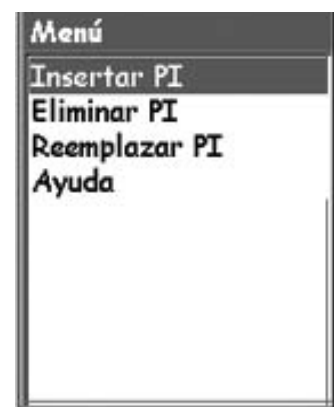 Menú
Insertar PI
Eliminar PI
Reemplazar PI
Ayuda